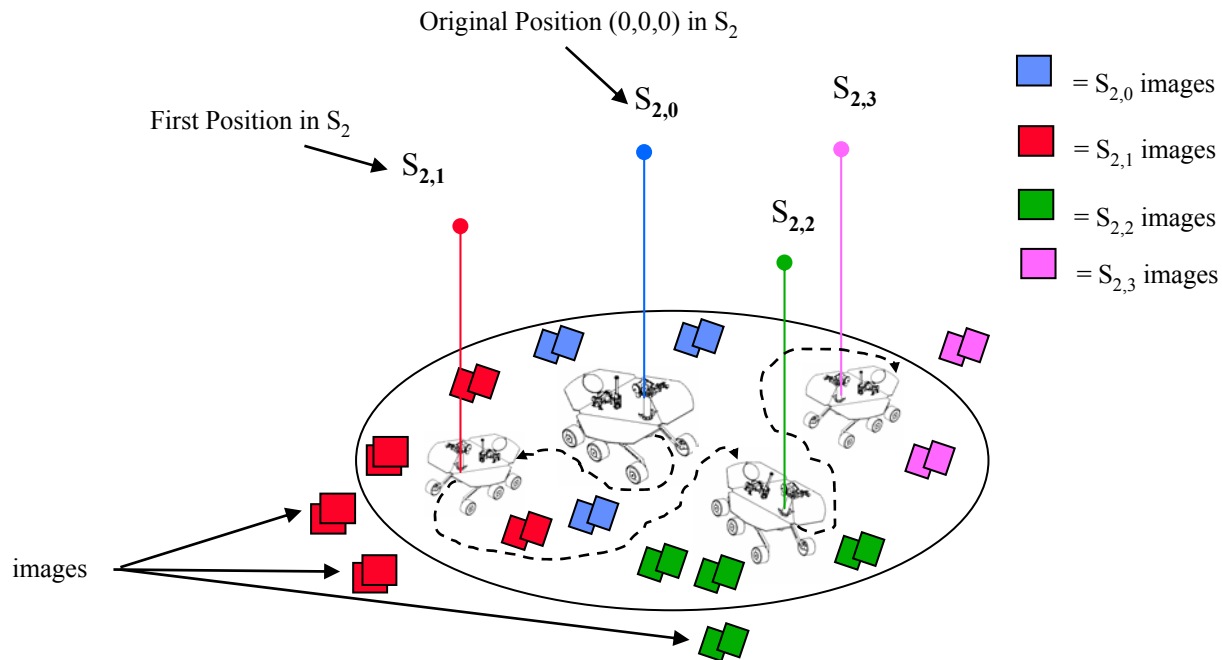 Original Position (0,0,0) in S₂
S₂,₀
S₂,₃
= S₂,₀ images
First Position in S₂
S₂,₁
= S₂,₁ images
S₂,₂
= S₂,₂ images
= S₂,₃ images
images